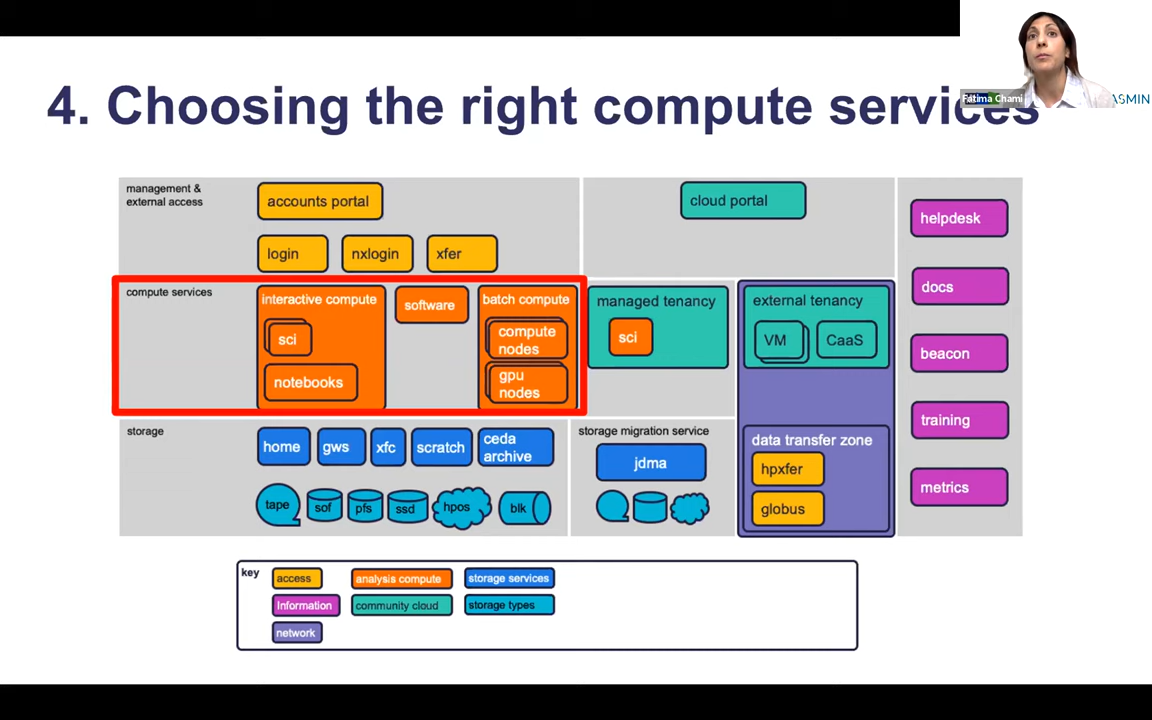 4. Choosing the right compute services
Fatima Chami
ASMIN
management &
external access
accounts portal
cloud portal
login
nxlogin
xfer
helpdesk
docs
beacon
training
metrics
compute services
interactive compute
sci
notebooks
software
batch compute
compute
nodes
gpu
nodes
managed tenancy
sci
external tenancy
VM
CaaS
storage
home
gws
xfc
scratch
ceda
archive
tape
sof
pfs
ssd
hpos
blk
storage migration service
jdma
data transfer zone
hpxfer
globus
key
access
analysis compute
storage services
Information
community cloud
storage types
network